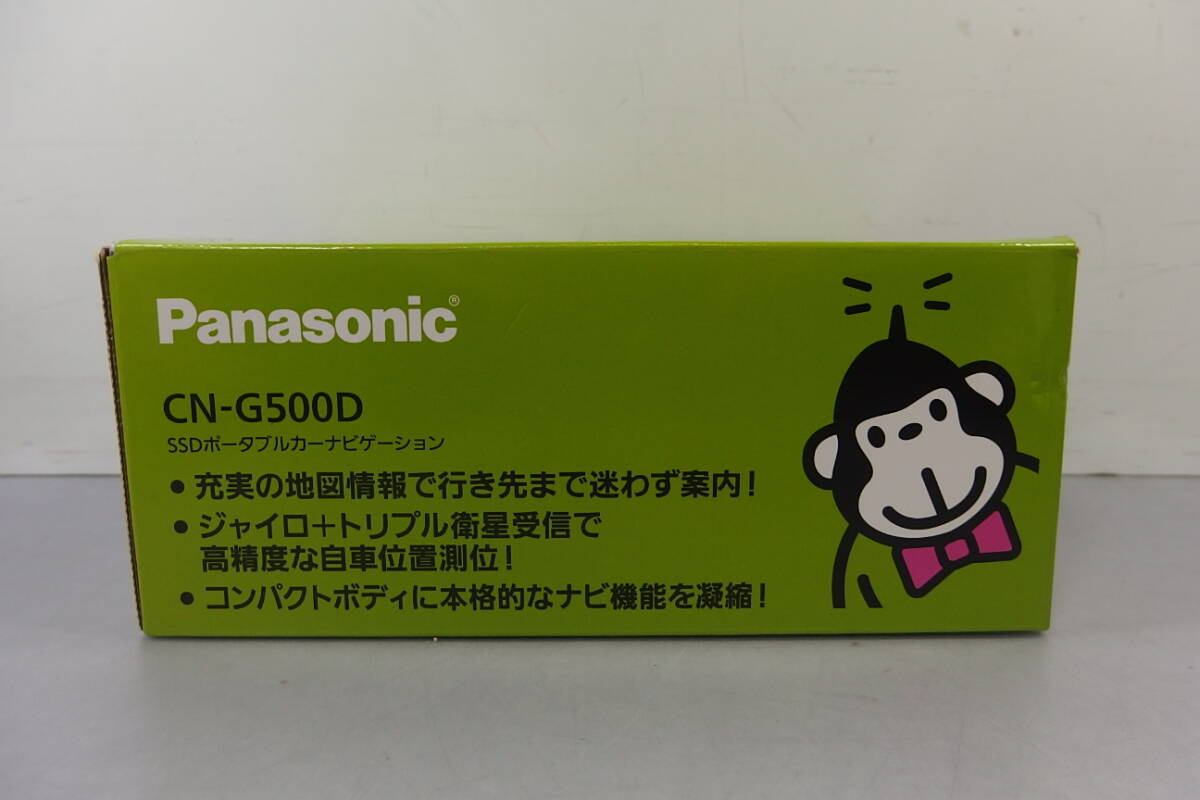 Panasonic®
CN-G500D
SSDポータブルカーナビゲーション
● 充実の地図情報で行き先まで迷わず案内！
● ジャイロ＋トリプル衛星受信で
高精度な自車位置測位！
● コンパクトボディに本格的なナビ機能を凝縮！